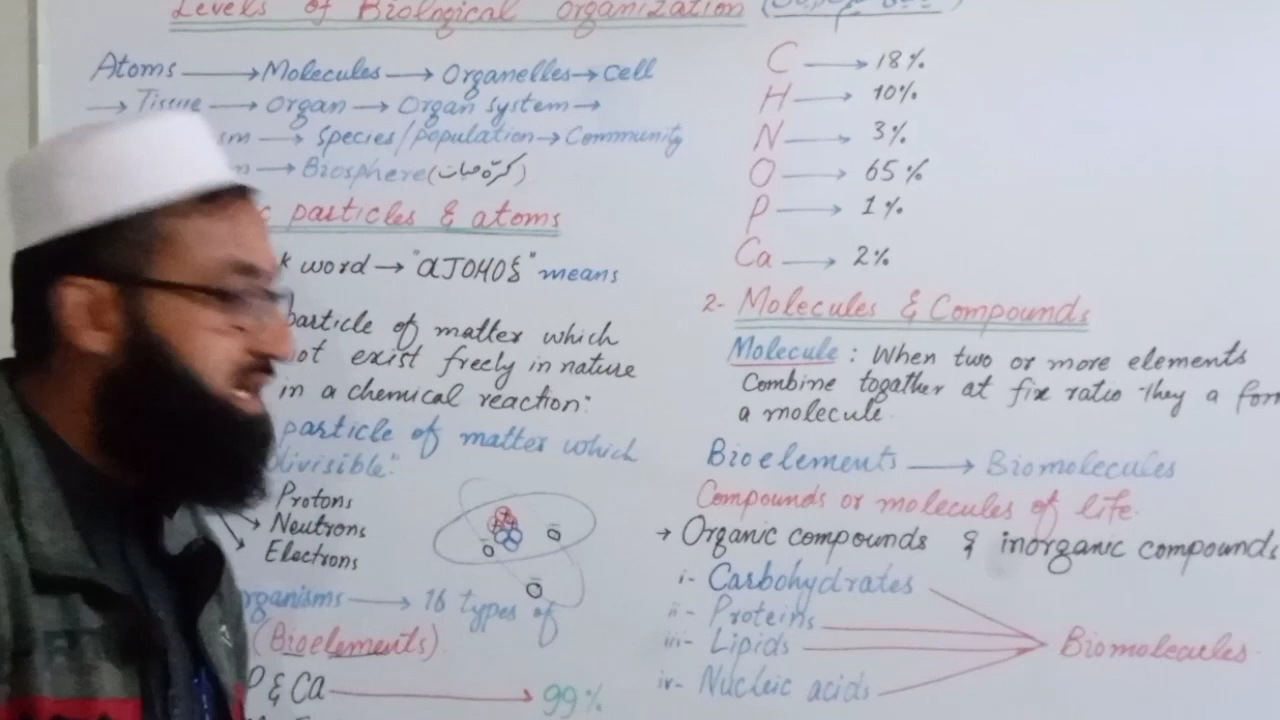 Levels of Biological organization
Atoms → Molecules → Organelles → cell
→ Tissue → organ → Organ system →
sm → Species/population → Community
→ Biosphere (کرّہ حیات)
particles & atoms
word → "aTOMOS" means
particle of matter which
not exist freely in nature
in a chemical reaction:
particle of matter which
divisible."
Protons
Neutrons
Electrons
rganisms → 16 types of
(Bioelements).
P & Ca → 99%
C → 18%
H → 10%
N → 3%
O → 65%
P → 1%
Ca → 2%
2- Molecules & Compounds
Molecule : When two or more elements
Combine togather at fix ratio they a form
a molecule.
Bioelements → Biomolecules
Compounds or molecules of life.
→ Organic compounds & inorganic compounds
i- Carbohydrates
ii- Proteins
iii- Lipids
iv- Nucleic acids
Biomolecules.